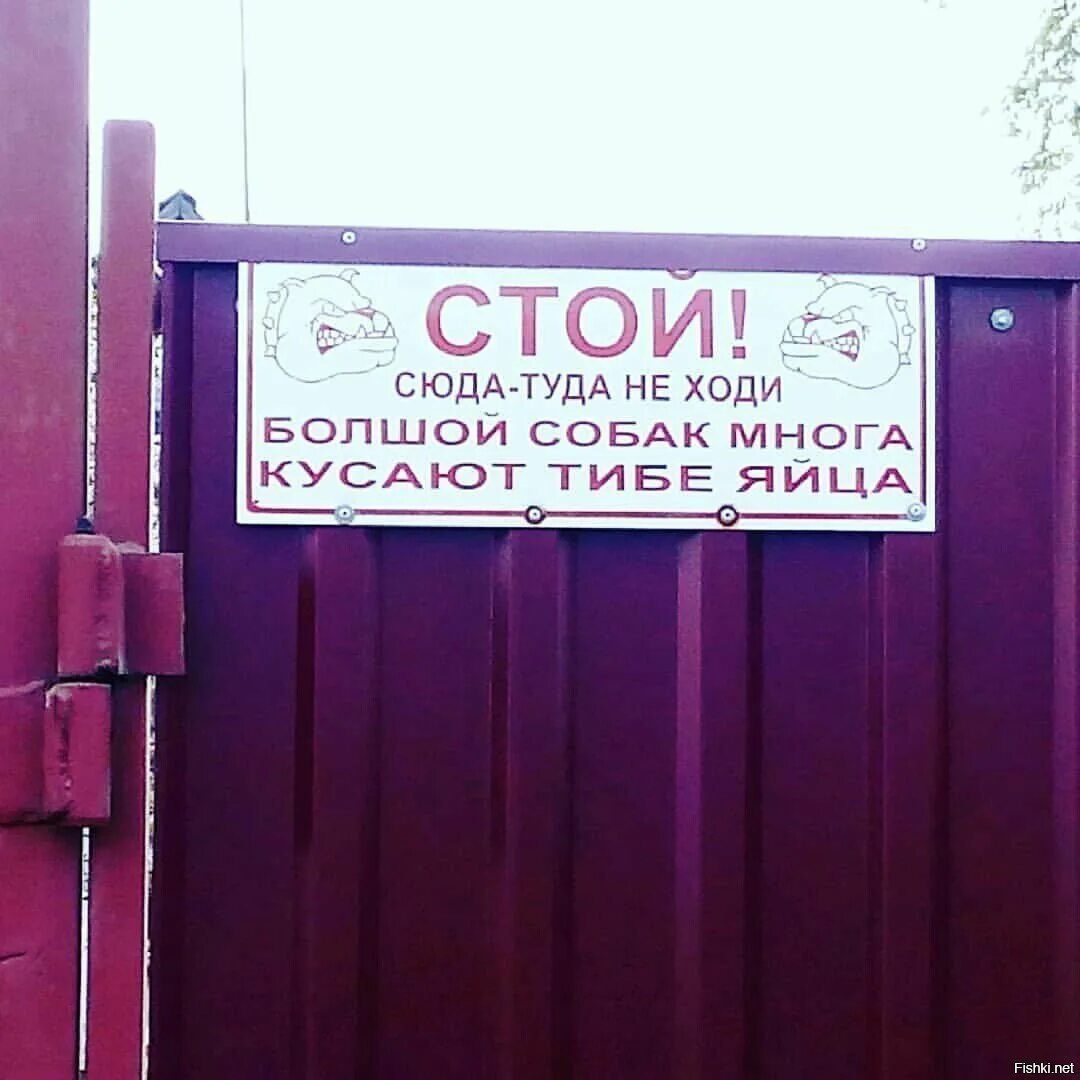 СТОЙ!
СЮДА-ТУДА НЕ ХОДИ
БОЛШОЙ СОБАК МНОГА
КУСАЮТ ТИБЕ ЯЙЦА
Fishki.net